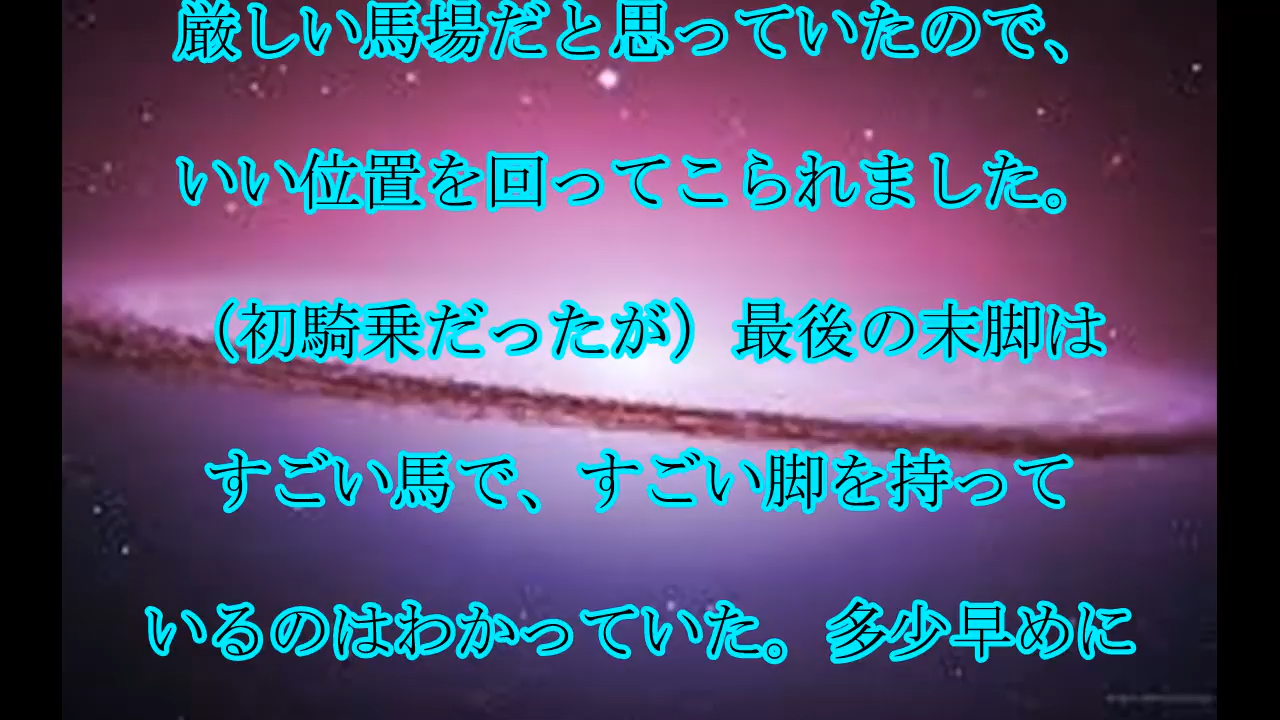 厳しい馬場だと思っていたので、
いい位置を回ってこられました。
（初騎乗だったが）最後の末脚は
すごい馬で、すごい脚を持って
いるのはわかっていた。多少早めに